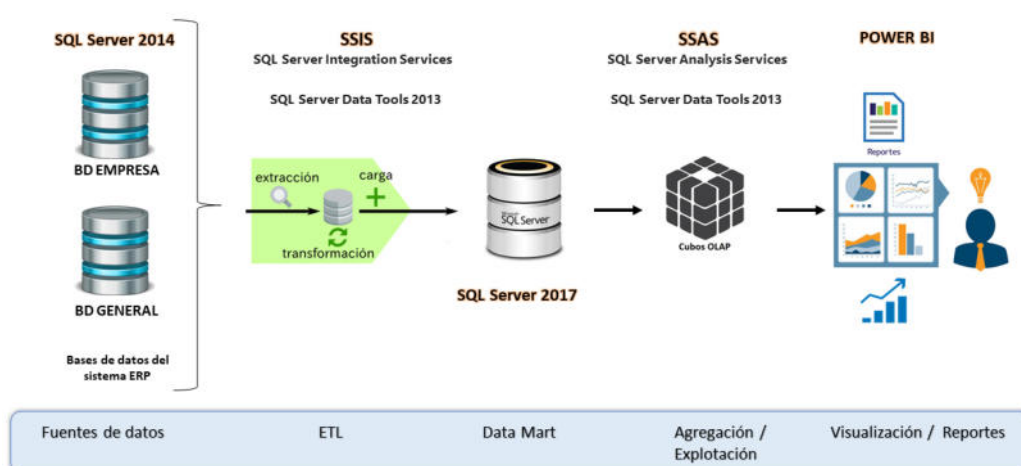 SQL Server 2014
BD EMPRESA
BD GENERAL
Bases de datos del
sistema ERP
SSIS
SQL Server Integration Services
SQL Server Data Tools 2013
extracción
carga
transformación
SQL Server
SQL Server 2017
SSAS
SQL Server Analysis Services
SQL Server Data Tools 2013
Cubos OLAP
POWER BI
Reportes
Fuentes de datos
ETL
Data Mart
Agregación /
Explotación
Visualización / Reportes